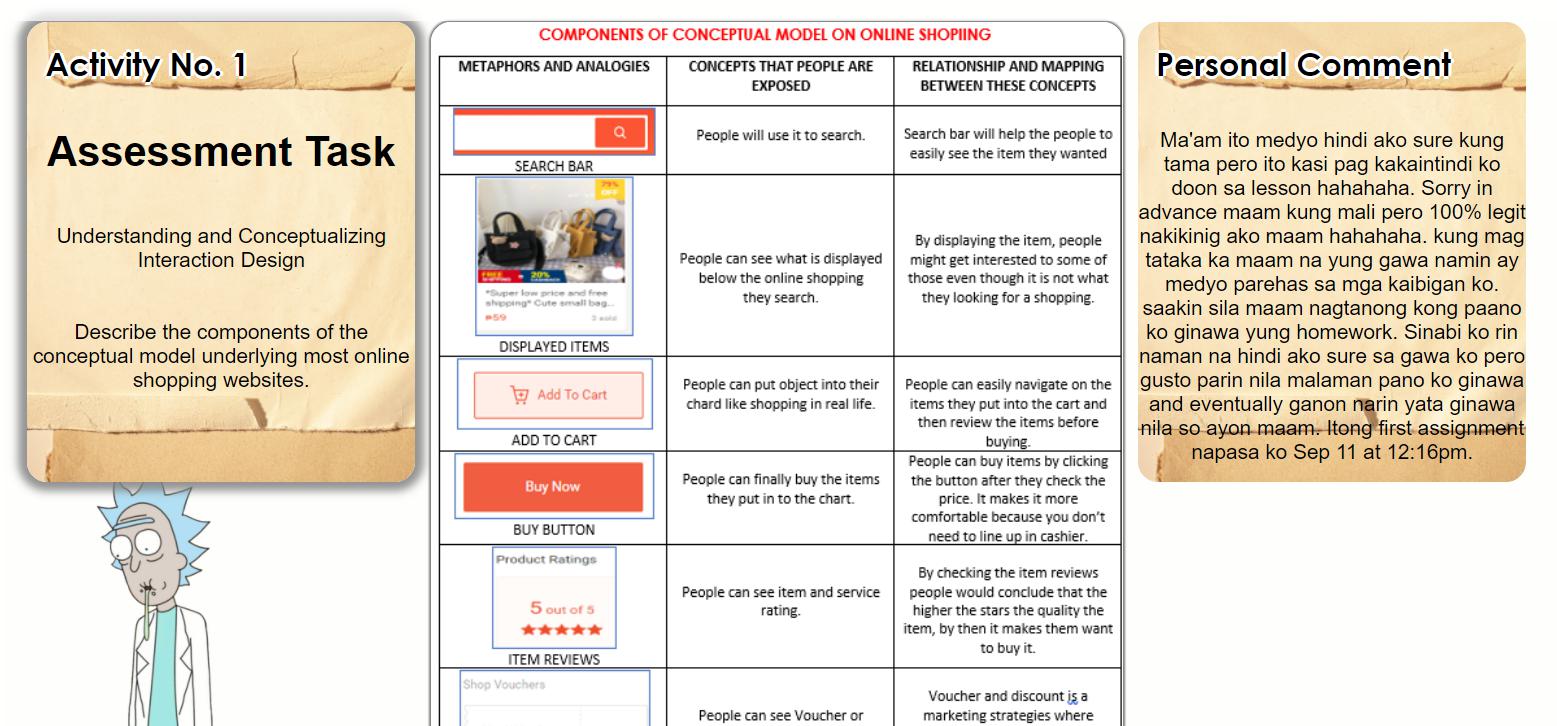 Activity No. 1
Assessment Task
Understanding and Conceptualizing
Interaction Design
Describe the components of the
conceptual model underlying most online
shopping websites.
COMPONENTS OF CONCEPTUAL MODEL ON ONLINE SHOPIING
METAPHORS AND ANALOGIES
CONCEPTS THAT PEOPLE ARE
EXPOSED
RELATIONSHIP AND MAPPING
BETWEEN THESE CONCEPTS
SEARCH BAR
People will use it to search.
Search bar will help the people to
easily see the item they wanted
79%
OFF
FREE
SHIPPING
20%
CASHBACK
*Super low price and free
shipping* Cute small bag...
₱59
3 sold
DISPLAYED ITEMS
People can see what is displayed
below the online shopping
they search.
By displaying the item, people
might get interested to some of
those even though it is not what
they looking for a shopping.
Add To Cart
ADD TO CART
People can put object into their
chard like shopping in real life.
People can easily navigate on the
items they put into the cart and
then review the items before
buying.
Buy Now
BUY BUTTON
People can finally buy the items
they put in to the chart.
People can buy items by clicking
the button after they check the
price. It makes it more
comfortable because you don't
need to line up in cashier.
Product Ratings
5 out of 5
ITEM REVIEWS
People can see item and service
rating.
By checking the item reviews
people would conclude that the
higher the stars the quality the
item, by then it makes them want
to buy it.
Shop Vouchers
People can see Voucher or
Voucher and discount is a
marketing strategies where
Personal Comment
Ma'am ito medyo hindi ako sure kung
tama pero ito kasi pag kakaintindi ko
doon sa lesson hahahaha. Sorry in
advance maam kung mali pero 100% legit
nakikinig ako maam hahahaha. kung mag
tataka ka maam na yung gawa namin ay
medyo parehas sa mga kaibigan ko.
saakin sila maam nagtanong kong paano
ko ginawa yung homework. Sinabi ko rin
naman na hindi ako sure sa gawa ko pero
gusto parin nila malaman pano ko ginawa
and eventually ganon narin yata ginawa
nila so ayon maam. Itong first assignment
napasa ko Sep 11 at 12:16pm.